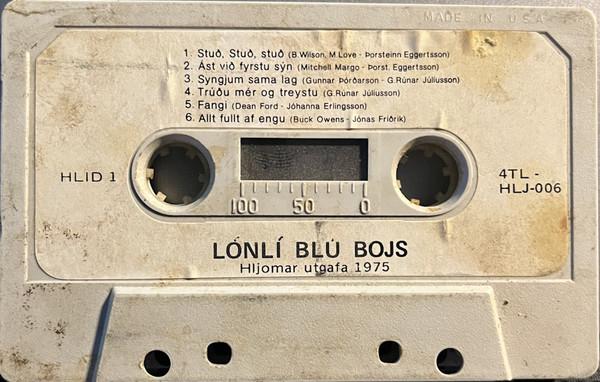 MADE IN U.S.A.
1. Stuð, Stuð, stuð (B.Wilson, M.Love - Þorsteinn Eggertsson)
2. Ást við fyrstu sýn (Mitchell Margo - Þorst. Eggertsson)
3. Syngjum sama lag (Gunnar Þórðarson - G.Rúnar Júlíusson)
4. Trúðu mér og treystu (G.Rúnar Júlíusson)
5. Fangi (Dean Ford - Jóhanna Erlingsson)
6. Allt fullt af engu (Buck Owens - Jónas Friðrik)
HLID 1
4TL -
HLJ-006
100 50 0
LÓNLÍ BLÚ BOJS
Hljomar utgafa 1975